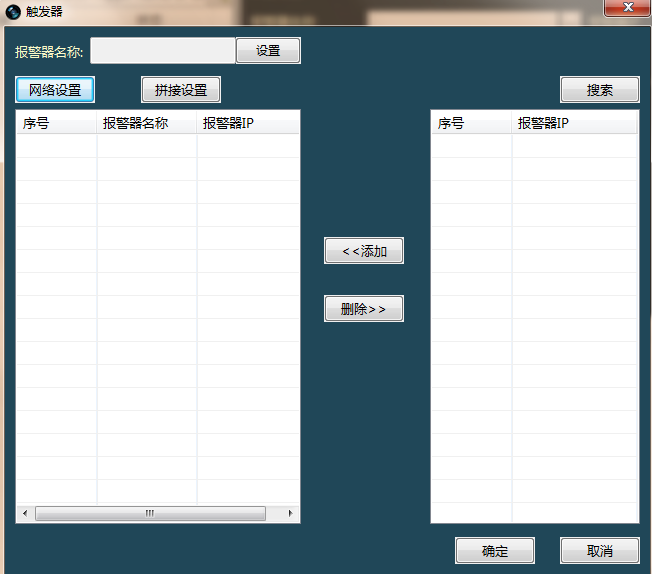 触发器
报警器名称:
设置
网络设置
拼接设置
搜索
序号 报警器名称 报警器IP
序号 报警器IP
<<添加
删除>>
确定
取消